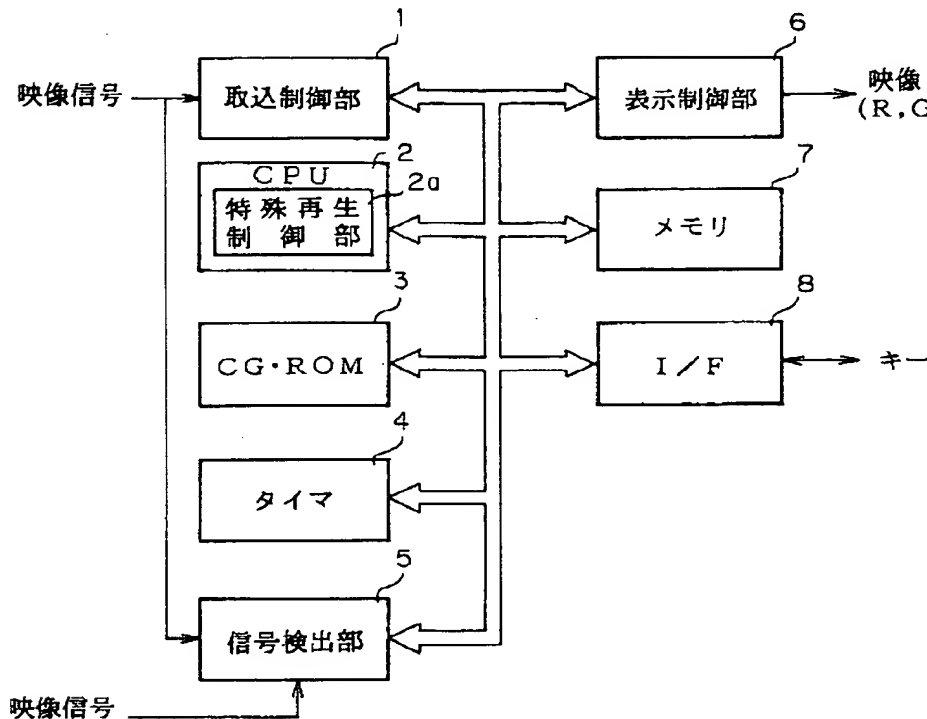 1
映像信号
取込制御部
2
CPU
2a
特殊再生
制御部
3
CG・ROM
4
タイマ
5
信号検出部
映像信号
6
表示制御部
映像
(R,G
7
メモリ
8
I/F
キー